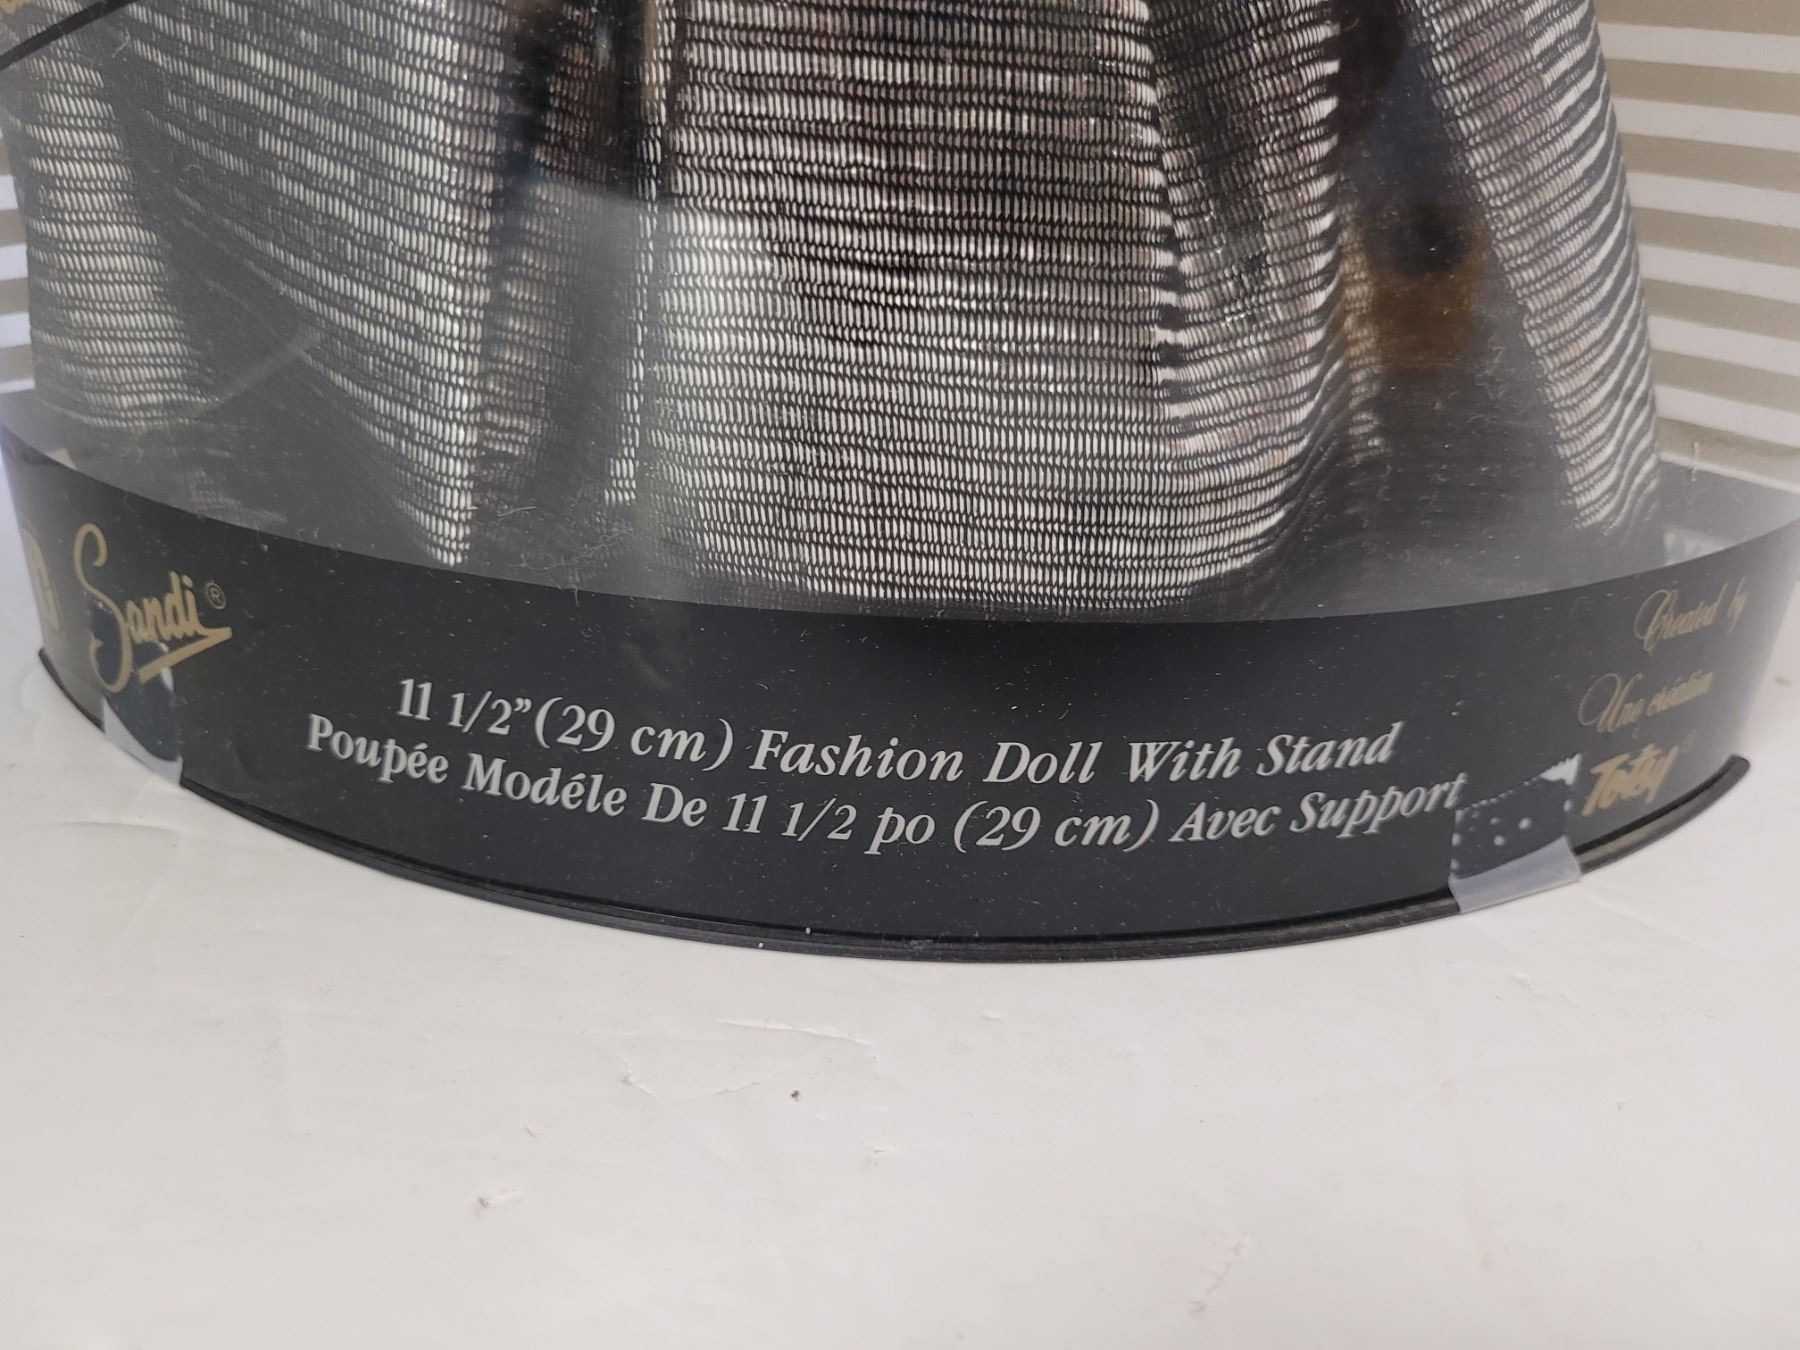 Sandi®
11 1/2" (29 cm) Fashion Doll With Stand
Poupée Modéle De 11 1/2 po (29 cm) Avec Support
Created by
Une création
Totsy®